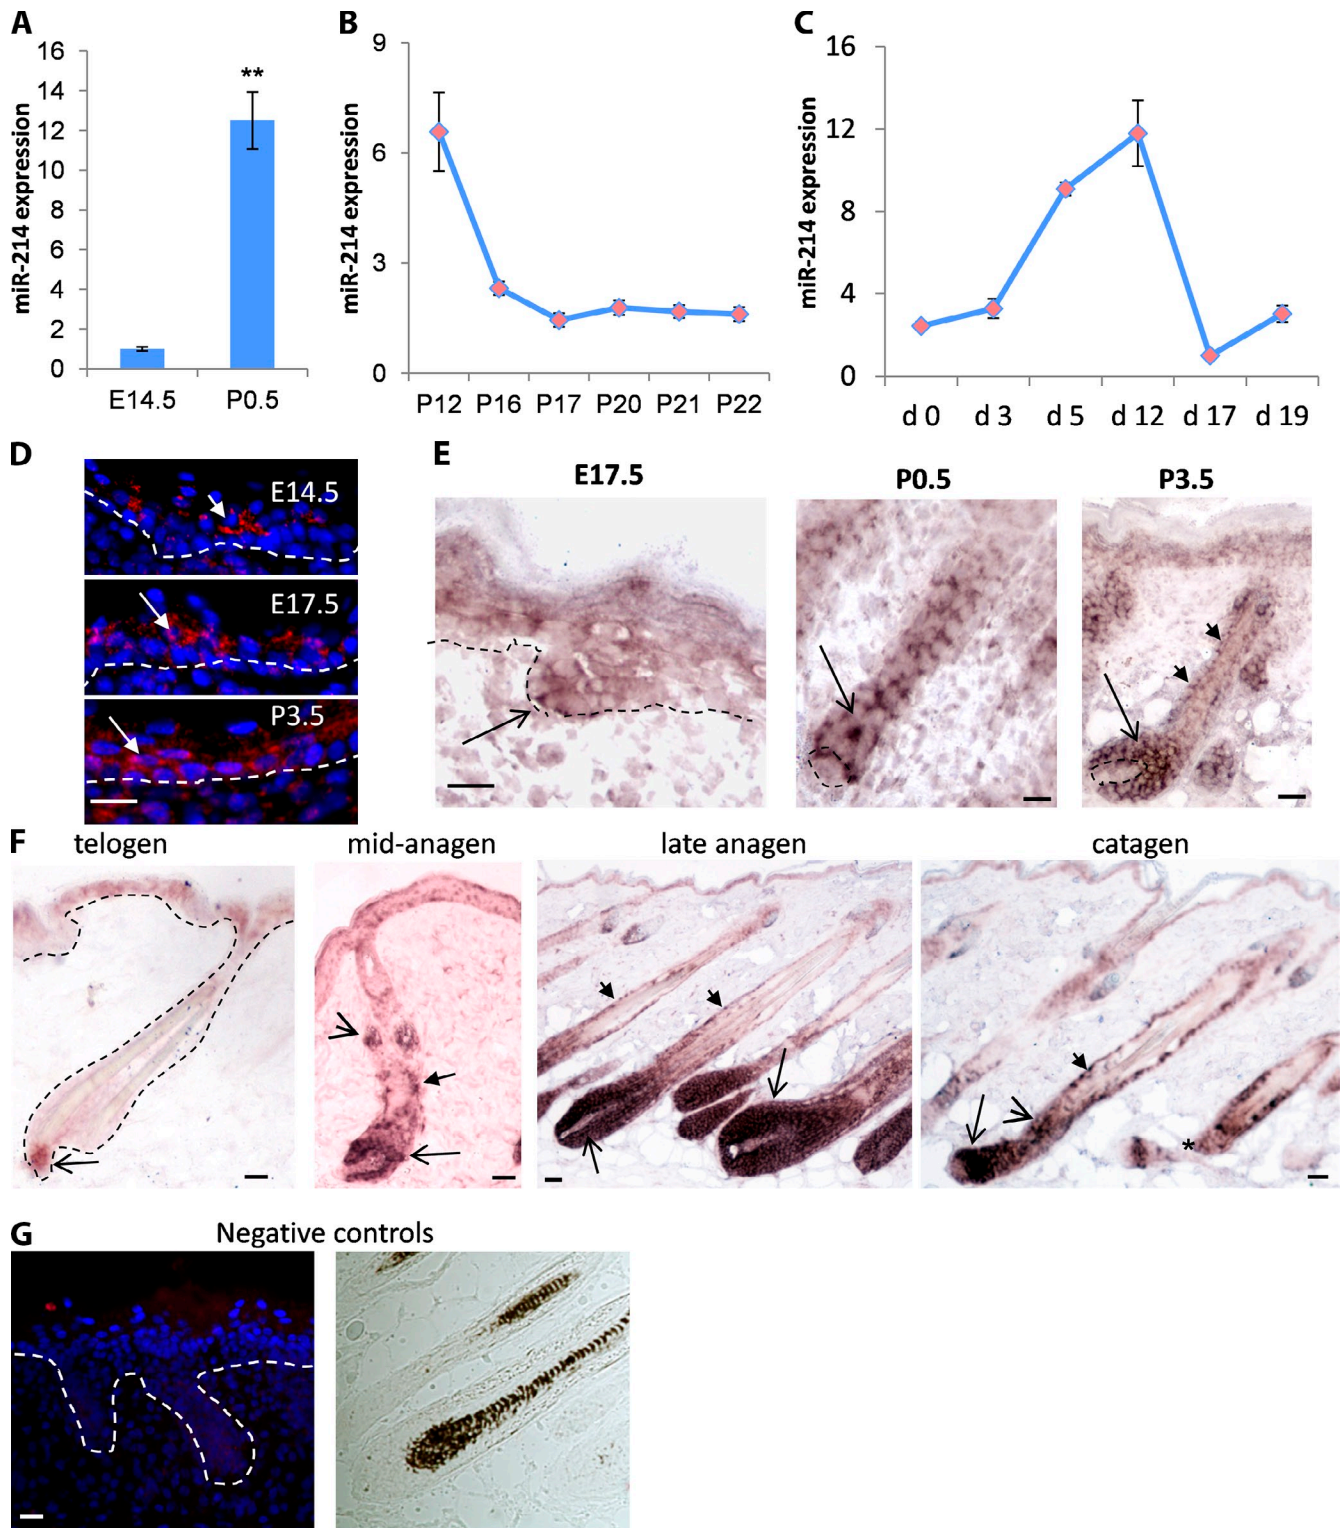 A
miR-214 expression
16
14
12
10
8
6
4
2
0
**
E14.5 P0.5
B
miR-214 expression
9
6
3
0
P12 P16 P17 P20 P21 P22
C
miR-214 expression
16
12
8
4
0
d 0 d 3 d 5 d 12 d 17 d 19
D
E14.5
E17.5
P3.5
E
E17.5 P0.5 P3.5
F
telogen mid-anagen late anagen catagen
*
G
Negative controls